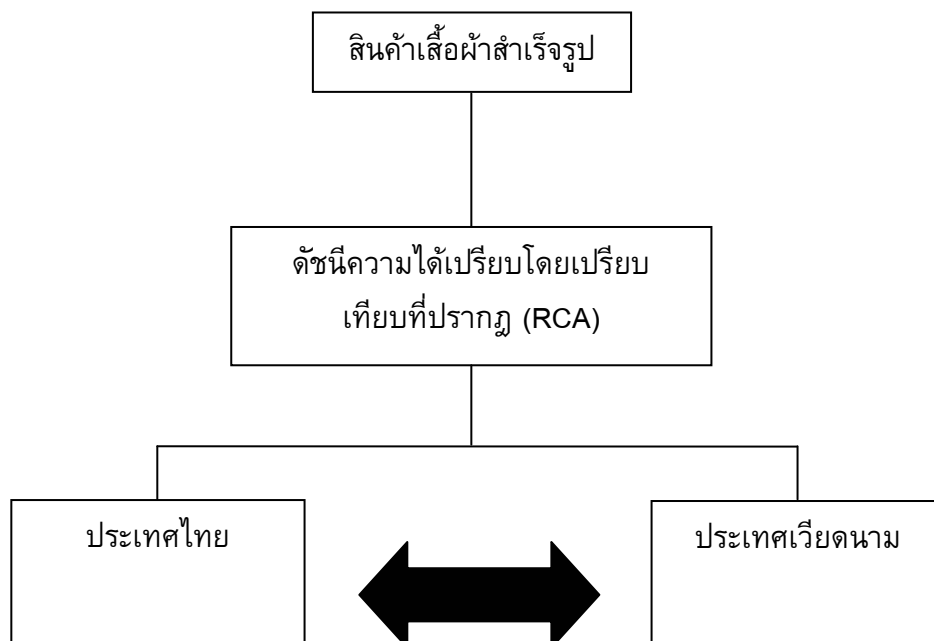 สินค้าเสื้อผ้าสำเร็จรูป
ดัชนีความได้เปรียบโดยเปรียบ
เทียบที่ปรากฏ (RCA)
ประเทศไทย
ประเทศเวียดนาม